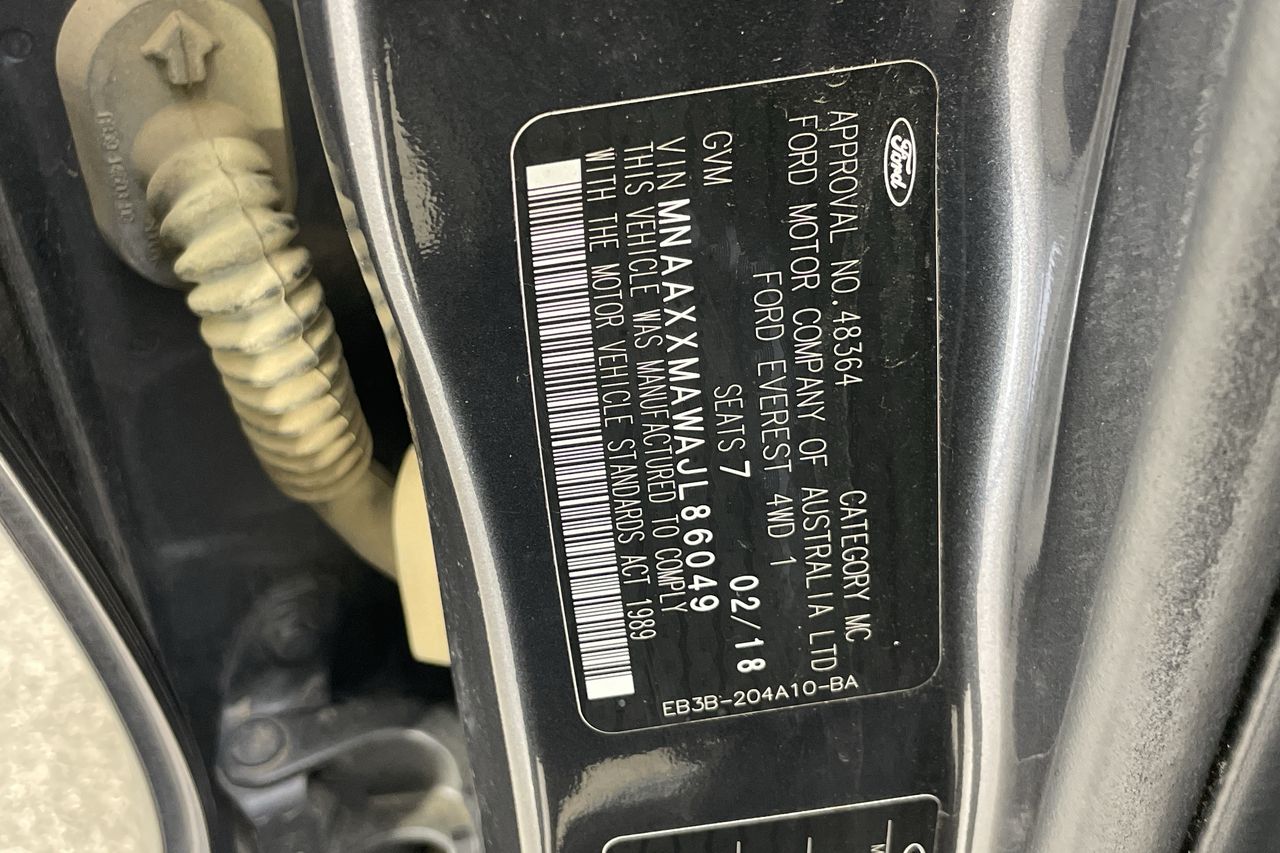 Ford
APPROVAL NO. 48364 CATEGORY MC
FORD MOTOR COMPANY OF AUSTRALIA LTD
FORD EVEREST 4WD 1
GVM SEATS 7 02/18
VIN MNAAXXMAWAJL86049
THIS VEHICLE WAS MANUFACTURED TO COMPLY
WITH THE MOTOR VEHICLE STANDARDS ACT 1989
EB3B-204A10-BA